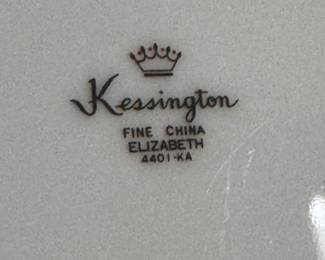 Kessington
FINE CHINA
ELIZABETH
4401-KA